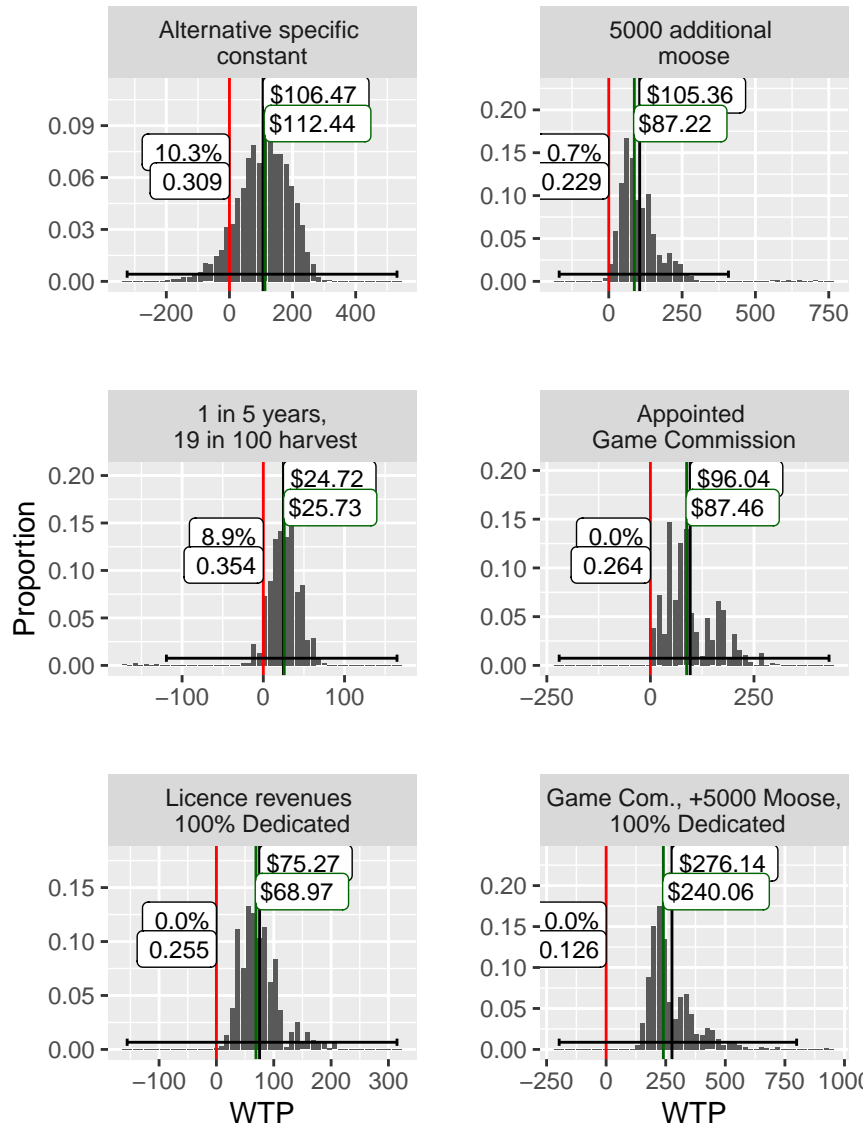 Alternative specific
constant
5000 additional
moose
$106.47
$112.44
10.3%
0.309
0.09
0.06
0.03
0.00
−200 0 200 400
$105.36
$87.22
0.7%
0.229
0.20
0.15
0.10
0.05
0.00
0 250 500 750
1 in 5 years,
19 in 100 harvest
Appointed
Game Commission
$24.72
$25.73
8.9%
0.354
0.20
0.15
0.10
0.05
0.00
−100 0 100
$96.04
$87.46
0.0%
0.264
0.20
0.15
0.10
0.05
0.00
−250 0 250
Proportion
Licence revenues
100% Dedicated
Game Com., +5000 Moose,
100% Dedicated
$75.27
$68.97
0.0%
0.255
0.15
0.10
0.05
0.00
−100 0 100 200 300
WTP
$276.14
$240.06
0.0%
0.126
0.20
0.15
0.10
0.05
0.00
−250 0 250 500 750 100
WTP